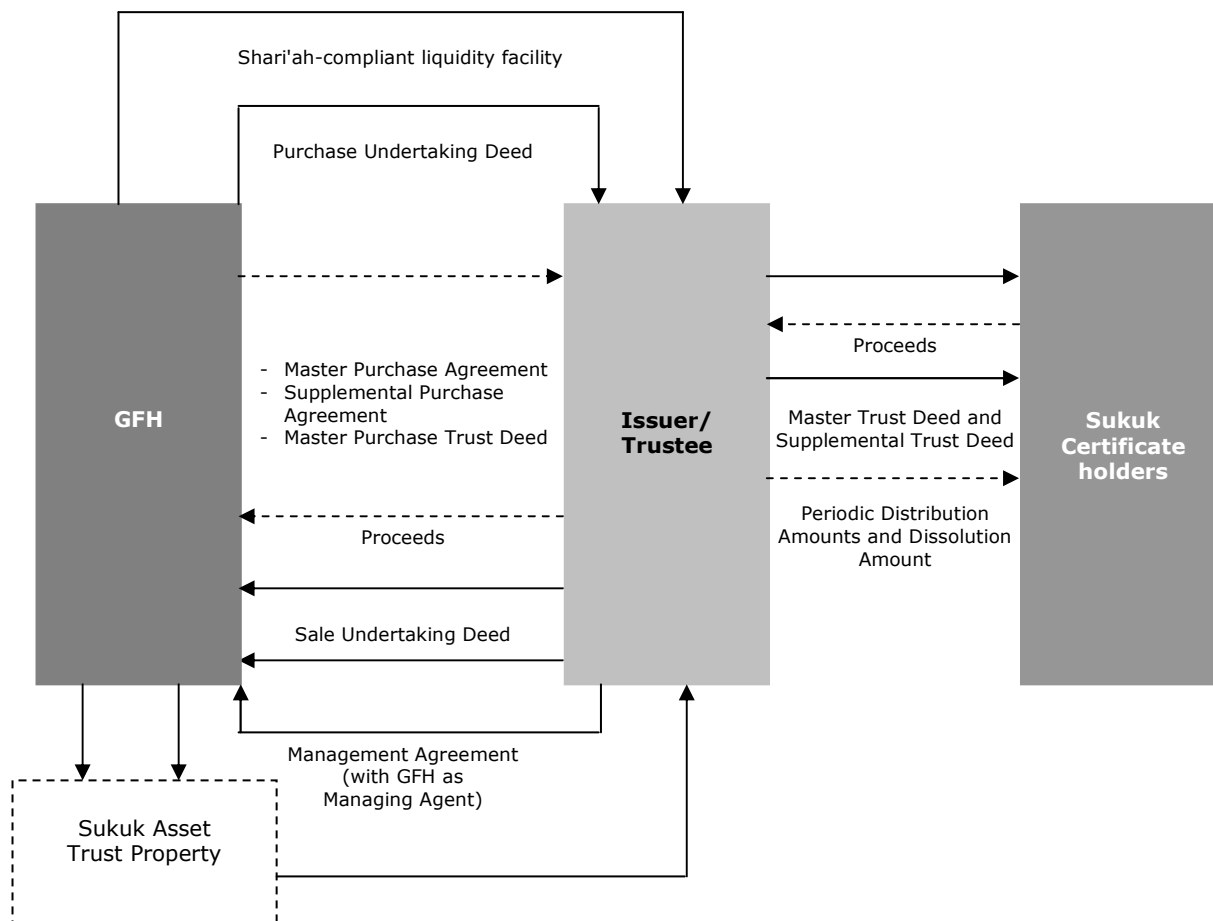 Shari'ah-compliant liquidity facility
Purchase Undertaking Deed
GFH
- Master Purchase Agreement
- Supplemental Purchase
Agreement
- Master Purchase Trust Deed
Proceeds
Sale Undertaking Deed
Issuer/
Trustee
Proceeds
Master Trust Deed and
Supplemental Trust Deed
Periodic Distribution
Amounts and Dissolution
Amount
Sukuk
Certificate
holders
Management Agreement
(with GFH as
Managing Agent)
Sukuk Asset
Trust Property